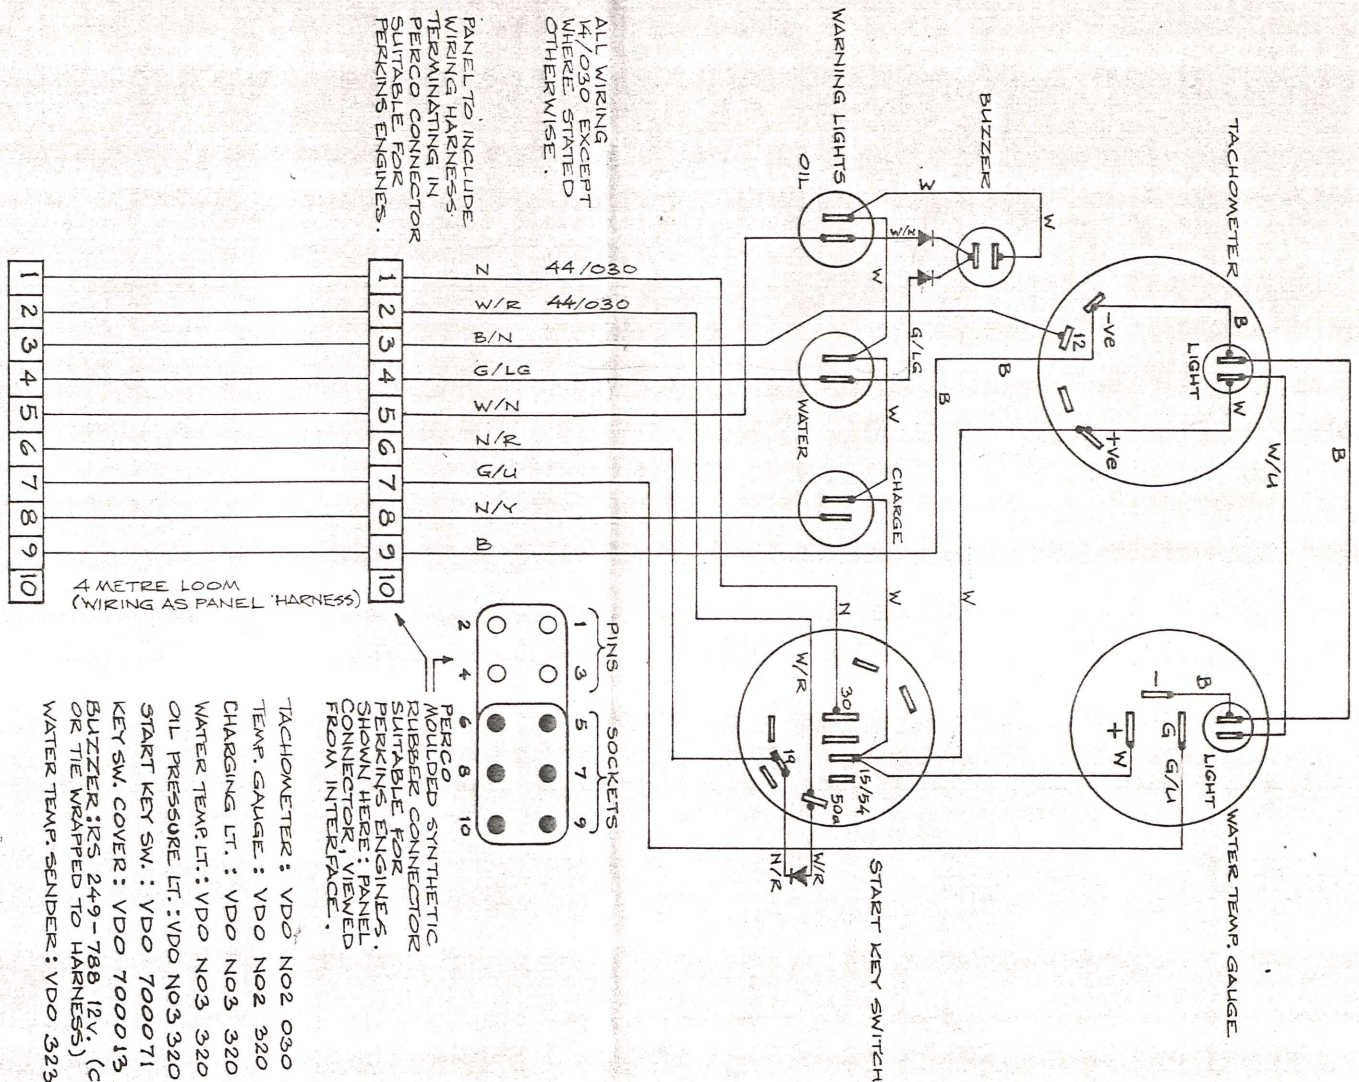 TACHOMETER
BUZZER
WARNING LIGHTS
OIL
WATER
CHARGE
W
W
W/N
W
G/LG
W
W
W
N
-Ve
12
+Ve
LIGHT
B
W
B
B
W/U
B
WATER TEMP. GAUGE
LIGHT
B
-
G
+
W
G/U
START KEY SWITCH
30
15/54
50a
19
W/R
W/R
N/R
ALL WIRING
14/030 EXCEPT
WHERE STATED
OTHERWISE.
PANEL TO INCLUDE
WIRING HARNESS
TERMINATING IN
PERCO CONNECTOR
SUITABLE FOR
PERKINS ENGINES.
N 44/030
W/R 44/030
B/N
G/LG
W/N
N/R
G/U
N/Y
B
1 2 3 4 5 6 7 8 9 10
1 2 3 4 5 6 7 8 9 10
4 METRE LOOM
(WIRING AS PANEL HARNESS)
PINS SOCKETS
1 3 5 7 9
2 4 6 8 10
PERCO
MOULDED SYNTHETIC
RUBBER CONNECTOR
SUITABLE FOR
PERKINS ENGINES.
SHOWN HERE: PANEL
CONNECTOR, VIEWED
FROM INTERFACE.
TACHOMETER: VDO NO2 030
TEMP. GAUGE: VDO NO2 320
CHARGING LT.: VDO NO3 320
WATER TEMP. LT.: VDO NO3 320
OIL PRESSURE LT.: VDO NO3 320
START KEY SW.: VDO 700071
KEY SW. COVER: VDO 700013
BUZZER: RS 249-788 12V. (
OR TIE WRAPPED TO HARNESS)
WATER TEMP. SENDER: VDO 323